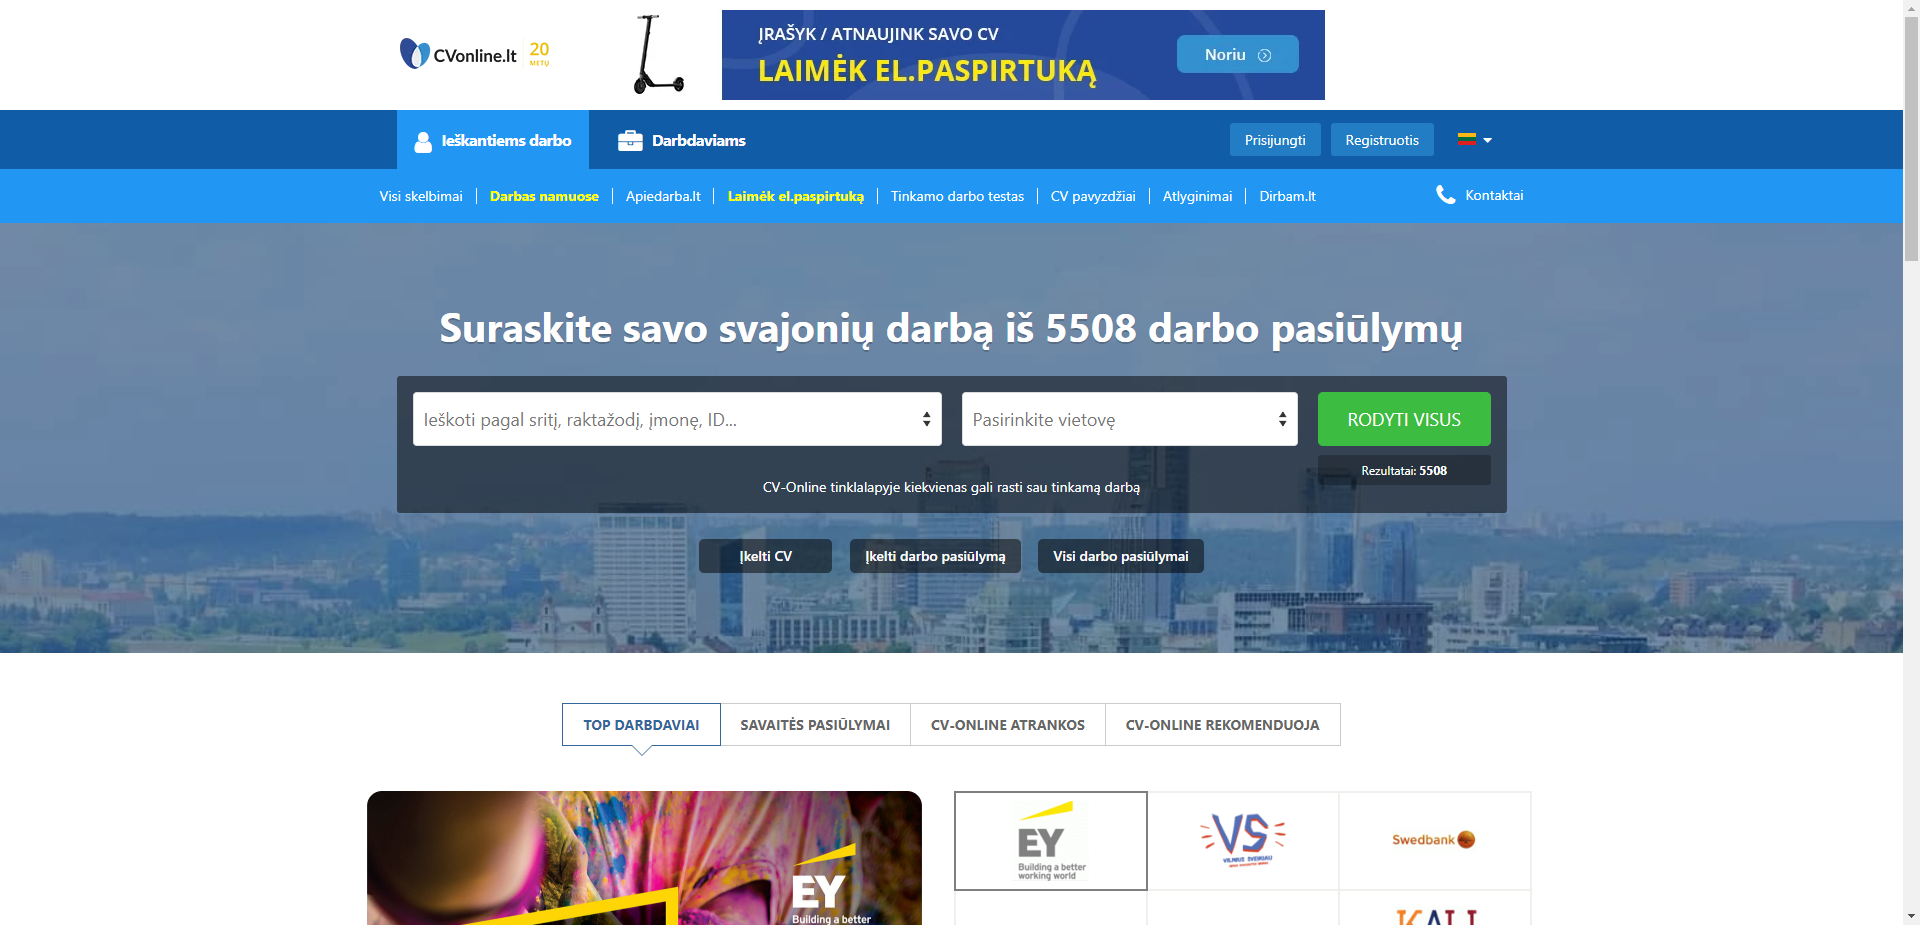 CVonline.lt
20
METŲ
ĮRAŠYK / ATNAUJINK SAVO CV
LAIMĖK EL.PASPIRTUKĄ
Noriu
Ieškantiems darbo
Darbdaviams
Prisijungti
Registruotis
Visi skelbimai
Darbas namuose
Apiedarba.lt
Laimėk el.paspirtuką
Tinkamo darbo testas
CV pavyzdžiai
Atlyginimai
Dirbam.lt
Kontaktai
Suraskite savo svajonių darbą iš 5508 darbo pasiūlymų
Ieškoti pagal sritį, raktažodį, įmonę, ID...
Pasirinkite vietovę
RODYTI VISUS
Rezultatai: 5508
CV-Online tinklalapyje kiekvienas gali rasti sau tinkamą darbą
Įkelti CV
Įkelti darbo pasiūlymą
Visi darbo pasiūlymai
TOP DARBDAVIAI
SAVAITĖS PASIŪLYMAI
CV-ONLINE ATRANKOS
CV-ONLINE REKOMENDUOJA
EY
Building a better
EY
Building a better
working world
VS
VILNIUS SVEIKIAU
Swedbank